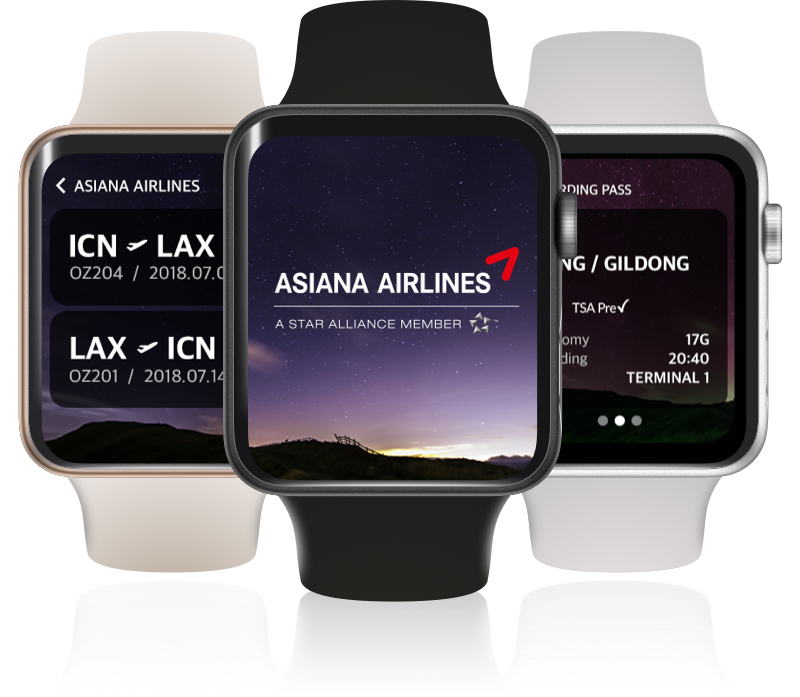 ASIANA AIRLINES
ICN LAX
OZ204 / 2018.07.0
LAX ICN
OZ201 / 2018.07.14
ASIANA AIRLINES
A STAR ALLIANCE MEMBER
RDING PASS
NG / GILDONG
TSA Pre✓
omy 17G
ding 20:40
TERMINAL 1